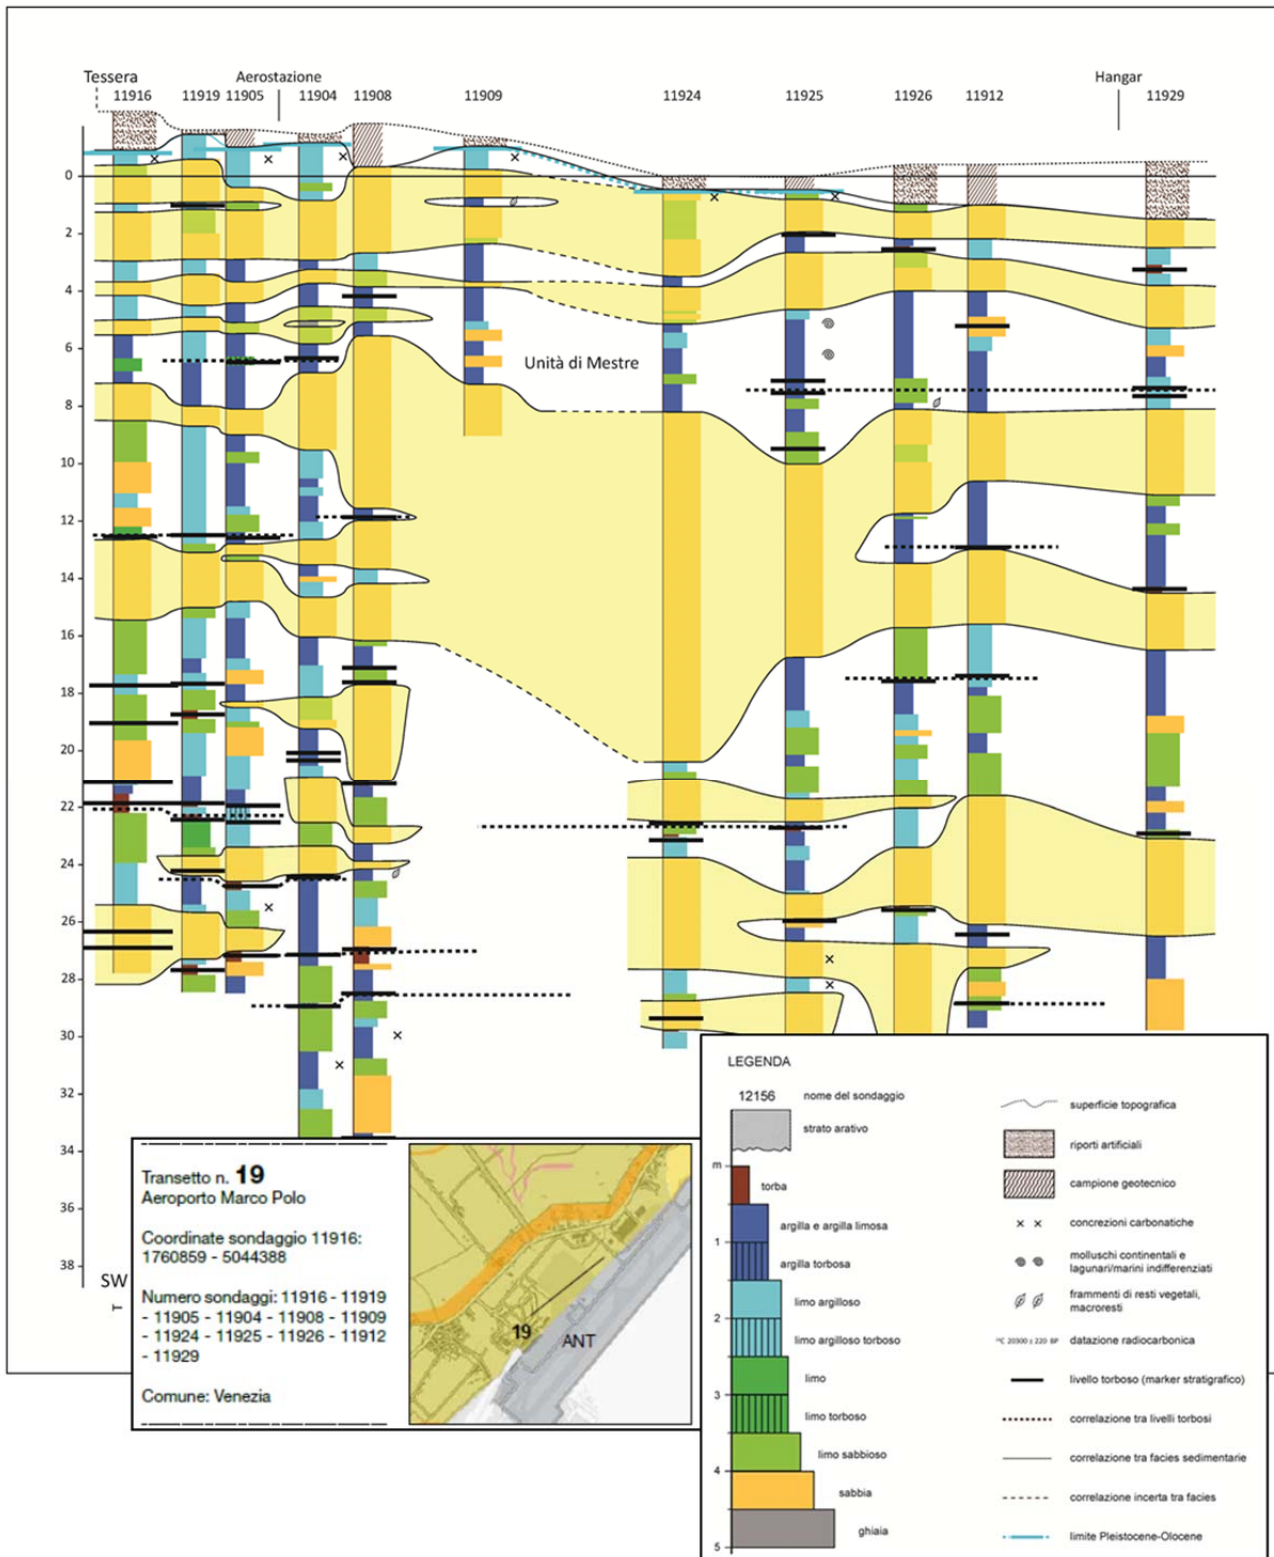 Tessera
Aerostazione
Hangar
11916
11919
11905
11904
11908
11909
11924
11925
11926
11912
11929
0
2
4
6
8
10
12
14
16
18
20
22
24
26
28
30
32
34
36
38
Unità di Mestre
SW
Transetto n. 19
Aeroporto Marco Polo
Coordinate sondaggio 11916:
1760859 - 5044388
Numero sondaggi: 11916 - 11919
- 11905 - 11904 - 11908 - 11909
- 11924 - 11925 - 11926 - 11912
- 11929
Comune: Venezia
19
ANT
LEGENDA
12156 nome del sondaggio
strato arativo
m
torba
argilla e argilla limosa
1
argilla torbosa
limo argilloso
2
limo argilloso torboso
limo
3
limo torboso
limo sabbioso
4
sabbia
ghiaia
5
superficie topografica
riporti artificiali
campione geotecnico
× × concrezioni carbonatiche
molluschi continentali e
lagunari/marini indifferenziati
frammenti di resti vegetali,
macroresti
¹⁴C 20300 ± 220 BP datazione radiocarbonica
livello torboso (marker stratigrafico)
correlazione tra livelli torbosi
correlazione tra facies sedimentarie
correlazione incerta tra facies
limite Pleistocene-Olocene